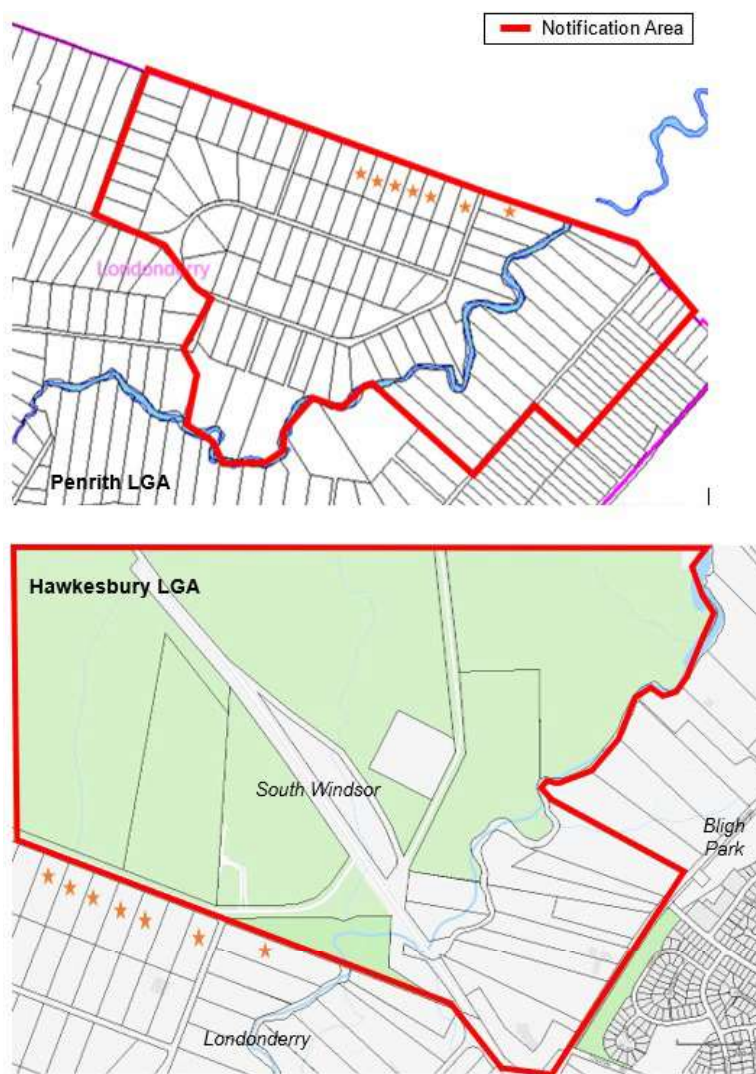 Notification Area
Londonderry
Penrith LGA
Hawkesbury LGA
South Windsor
Bligh
Park
Londonderry